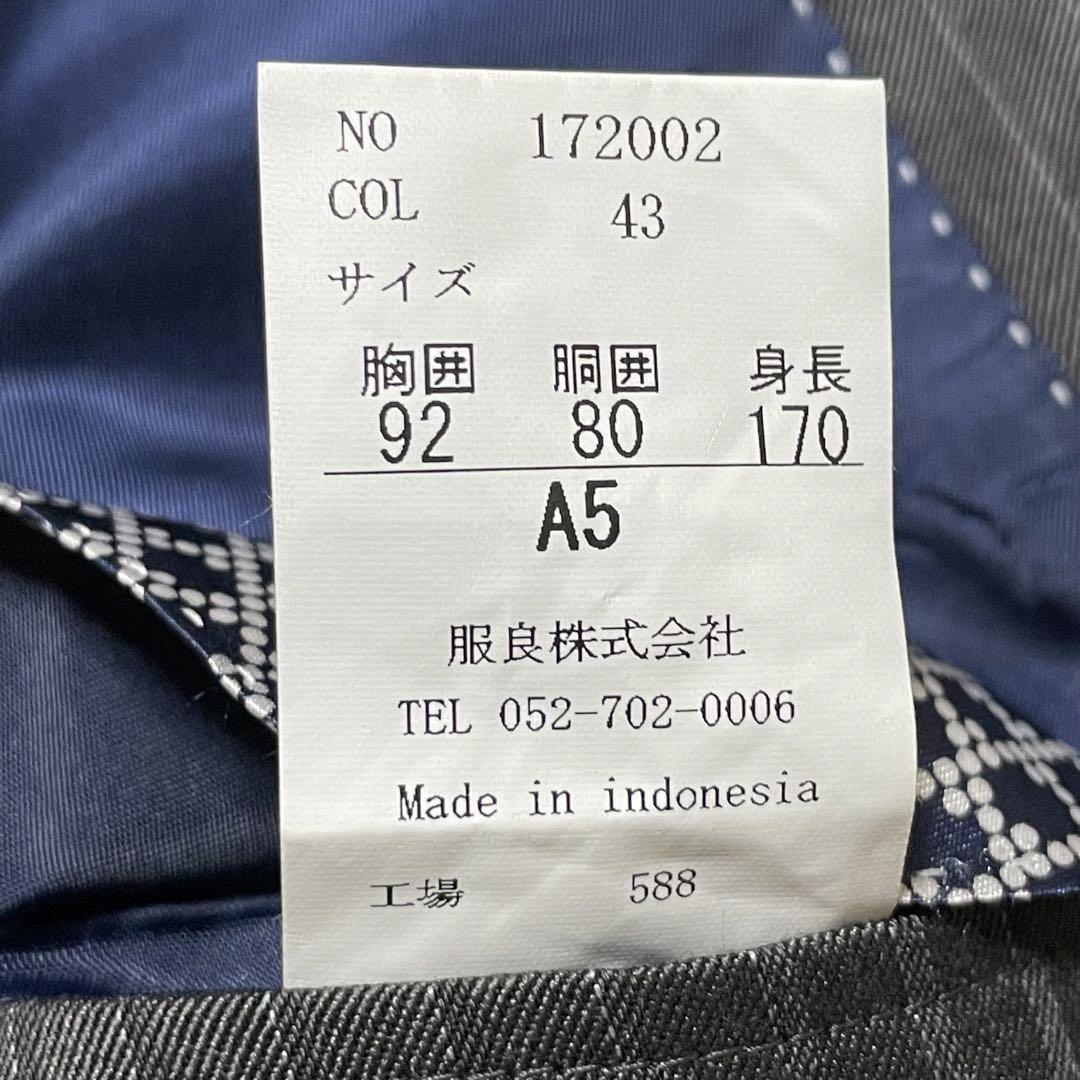 NO 172002
COL 43
サイズ
胸囲 胴囲 身長
92 80 170
A5
服良株式会社
TEL 052-702-0006
Made in indonesia
工場 588